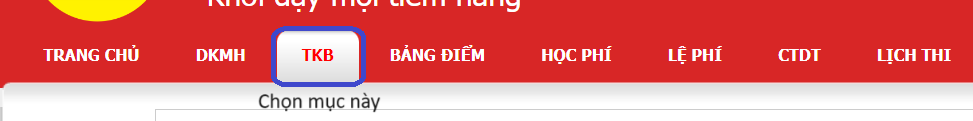 Khơi dậy mọi tiềm năng
TRANG CHỦ DKMH TKB BẢNG ĐIỂM HỌC PHÍ LỆ PHÍ CTDT LỊCH THI
Chọn mục này